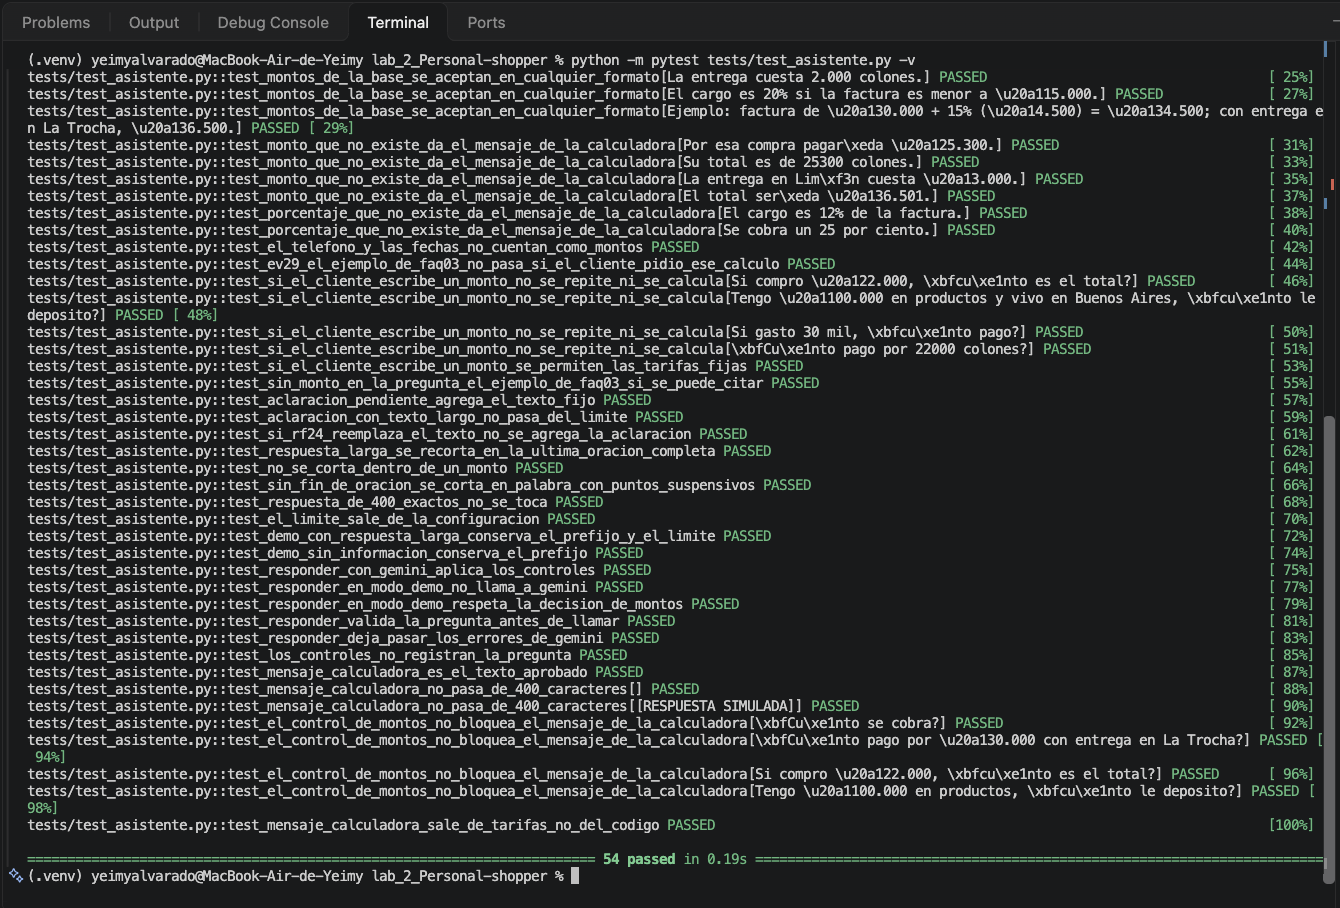 Problems Output Debug Console Terminal Ports
(.venv) yeimyalvarado@MacBook-Air-de-Yeimy lab_2_Personal-shopper % python -m pytest tests/test_asistente.py -v
tests/test_asistente.py::test_montos_de_la_base_se_aceptan_en_cualquier_formato[La entrega cuesta 2.000 colones.] PASSED [ 25%]
tests/test_asistente.py::test_montos_de_la_base_se_aceptan_en_cualquier_formato[El cargo es 20% si la factura es menor a \u20a115.000.] PASSED [ 27%]
tests/test_asistente.py::test_montos_de_la_base_se_aceptan_en_cualquier_formato[Ejemplo: factura de \u20a130.000 + 15% (\u20a14.500) = \u20a134.500; con entrega e
n La Trocha, \u20a136.500.] PASSED [ 29%]
tests/test_asistente.py::test_monto_que_no_existe_da_el_mensaje_de_la_calculadora[Por esa compra pagar\xeda \u20a125.300.] PASSED [ 31%]
tests/test_asistente.py::test_monto_que_no_existe_da_el_mensaje_de_la_calculadora[Su total es de 25300 colones.] PASSED [ 33%]
tests/test_asistente.py::test_monto_que_no_existe_da_el_mensaje_de_la_calculadora[La entrega en Lim\xf3n cuesta \u20a13.000.] PASSED [ 35%]
tests/test_asistente.py::test_monto_que_no_existe_da_el_mensaje_de_la_calculadora[El total ser\xeda \u20a136.501.] PASSED [ 37%]
tests/test_asistente.py::test_porcentaje_que_no_existe_da_el_mensaje_de_la_calculadora[El cargo es 12% de la factura.] PASSED [ 38%]
tests/test_asistente.py::test_porcentaje_que_no_existe_da_el_mensaje_de_la_calculadora[Se cobra un 25 por ciento.] PASSED [ 40%]
tests/test_asistente.py::test_el_telefono_y_las_fechas_no_cuentan_como_montos PASSED [ 42%]
tests/test_asistente.py::test_ev29_el_ejemplo_de_faq03_no_pasa_si_el_cliente_pidio_ese_calculo PASSED [ 44%]
tests/test_asistente.py::test_si_el_cliente_escribe_un_monto_no_se_repite_ni_se_calcula[Si compro \u20a122.000, \xbfcu\xe1nto es el total?] PASSED [ 46%]
tests/test_asistente.py::test_si_el_cliente_escribe_un_monto_no_se_repite_ni_se_calcula[Tengo \u20a1100.000 en productos y vivo en Buenos Aires, \xbfcu\xe1nto le
deposito?] PASSED [ 48%]
tests/test_asistente.py::test_si_el_cliente_escribe_un_monto_no_se_repite_ni_se_calcula[Si gasto 30 mil, \xbfcu\xe1nto pago?] PASSED [ 50%]
tests/test_asistente.py::test_si_el_cliente_escribe_un_monto_no_se_repite_ni_se_calcula[\xbfCu\xe1nto pago por 22000 colones?] PASSED [ 51%]
tests/test_asistente.py::test_si_el_cliente_escribe_un_monto_se_permiten_las_tarifas_fijas PASSED [ 53%]
tests/test_asistente.py::test_sin_monto_en_la_pregunta_el_ejemplo_de_faq03_si_se_puede_citar PASSED [ 55%]
tests/test_asistente.py::test_aclaracion_pendiente_agrega_el_texto_fijo PASSED [ 57%]
tests/test_asistente.py::test_aclaracion_con_texto_largo_no_pasa_del_limite PASSED [ 59%]
tests/test_asistente.py::test_si_rf24_reemplaza_el_texto_no_se_agrega_la_aclaracion PASSED [ 61%]
tests/test_asistente.py::test_respuesta_larga_se_recorta_en_la_ultima_oracion_completa PASSED [ 62%]
tests/test_asistente.py::test_no_se_corta_dentro_de_un_monto PASSED [ 64%]
tests/test_asistente.py::test_sin_fin_de_oracion_se_corta_en_palabra_con_puntos_suspensivos PASSED [ 66%]
tests/test_asistente.py::test_respuesta_de_400_exactos_no_se_toca PASSED [ 68%]
tests/test_asistente.py::test_el_limite_sale_de_la_configuracion PASSED [ 70%]
tests/test_asistente.py::test_demo_con_respuesta_larga_conserva_el_prefijo_y_el_limite PASSED [ 72%]
tests/test_asistente.py::test_demo_sin_informacion_conserva_el_prefijo PASSED [ 74%]
tests/test_asistente.py::test_responder_con_gemini_aplica_los_controles PASSED [ 75%]
tests/test_asistente.py::test_responder_en_modo_demo_no_llama_a_gemini PASSED [ 77%]
tests/test_asistente.py::test_responder_en_modo_demo_respeta_la_decision_de_montos PASSED [ 79%]
tests/test_asistente.py::test_responder_valida_la_pregunta_antes_de_llamar PASSED [ 81%]
tests/test_asistente.py::test_responder_deja_pasar_los_errores_de_gemini PASSED [ 83%]
tests/test_asistente.py::test_los_controles_no_registran_la_pregunta PASSED [ 85%]
tests/test_asistente.py::test_mensaje_calculadora_es_el_texto_aprobado PASSED [ 87%]
tests/test_asistente.py::test_mensaje_calculadora_no_pasa_de_400_caracteres[] PASSED [ 88%]
tests/test_asistente.py::test_mensaje_calculadora_no_pasa_de_400_caracteres[[RESPUESTA SIMULADA]] PASSED [ 90%]
tests/test_asistente.py::test_el_control_de_montos_no_bloquea_el_mensaje_de_la_calculadora[\xbfCu\xe1nto se cobra?] PASSED [ 92%]
tests/test_asistente.py::test_el_control_de_montos_no_bloquea_el_mensaje_de_la_calculadora[\xbfCu\xe1nto pago por \u20a130.000 con entrega en La Trocha?] PASSED [
94%]
tests/test_asistente.py::test_el_control_de_montos_no_bloquea_el_mensaje_de_la_calculadora[Si compro \u20a122.000, \xbfcu\xe1nto es el total?] PASSED [ 96%]
tests/test_asistente.py::test_el_control_de_montos_no_bloquea_el_mensaje_de_la_calculadora[Tengo \u20a1100.000 en productos, \xbfcu\xe1nto le deposito?] PASSED [
98%]
tests/test_asistente.py::test_mensaje_calculadora_sale_de_tarifas_no_del_codigo PASSED [100%]
54 passed in 0.19s
(.venv) yeimyalvarado@MacBook-Air-de-Yeimy lab_2_Personal-shopper %